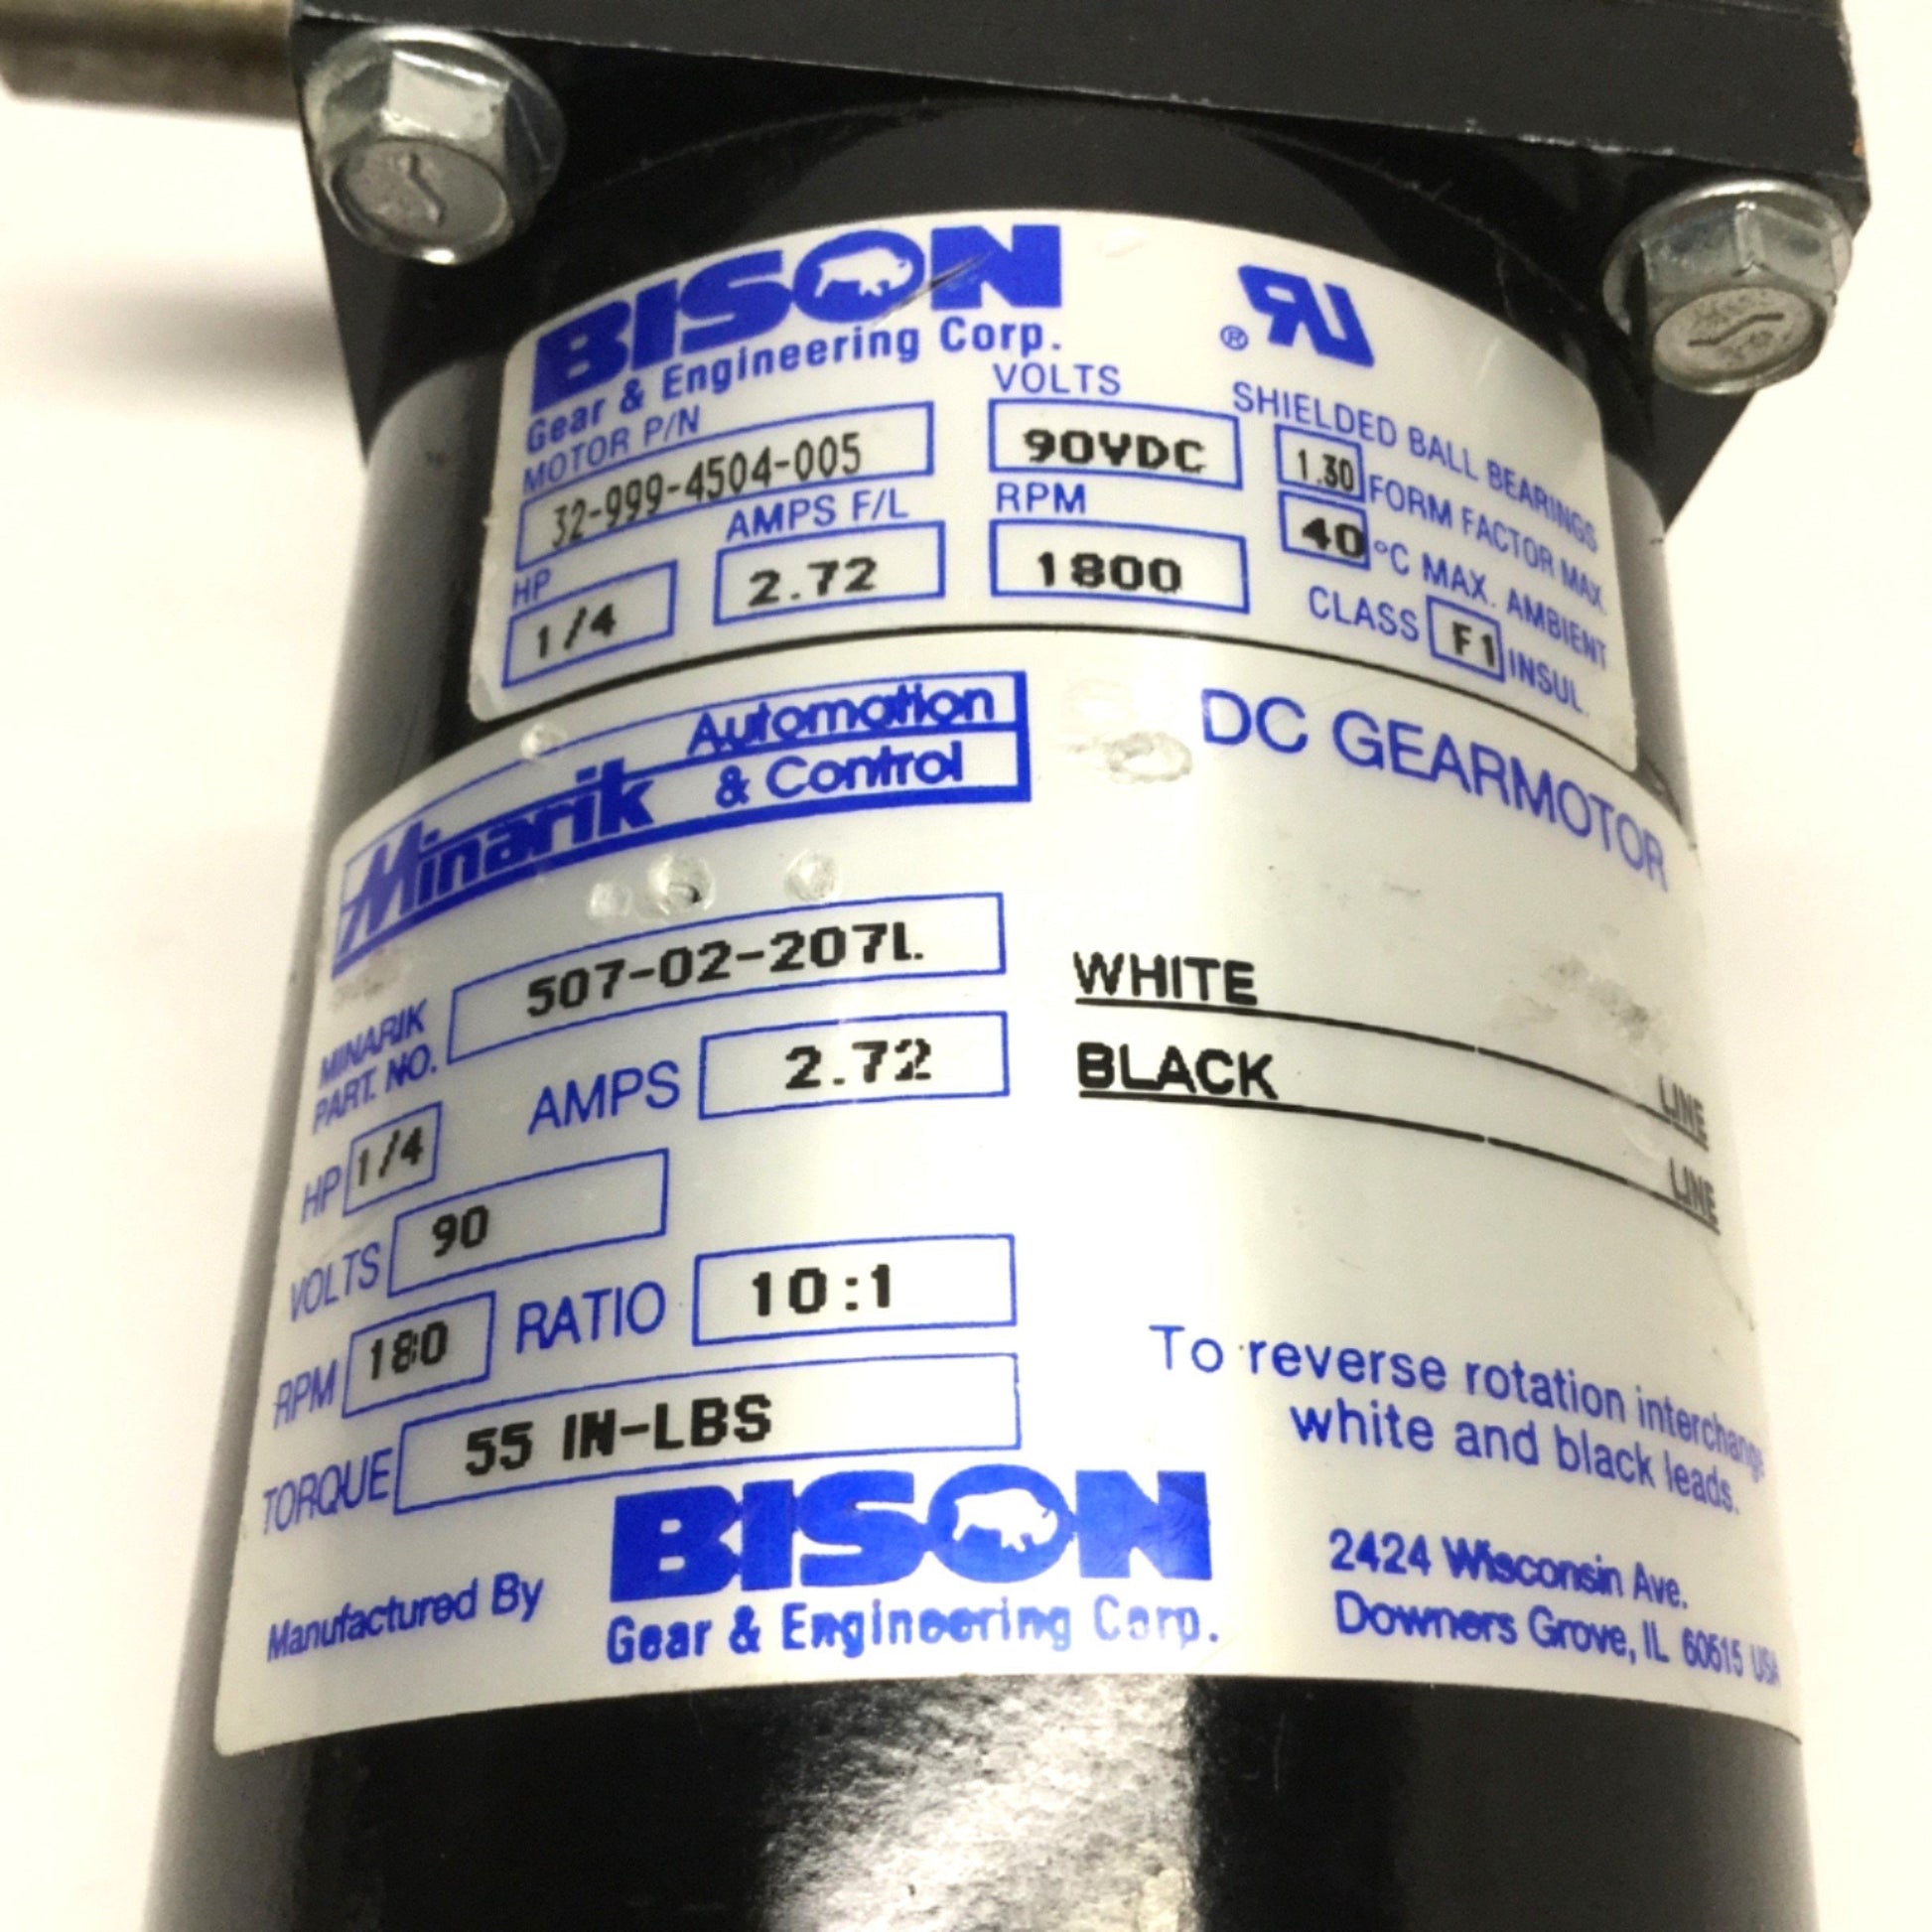 BISON
Gear & Engineering Corp.
RU ®
MOTOR P/N
32-999-4504-005
VOLTS
90VDC
HP
1/4
AMPS F/L
2.72
RPM
1800
SHIELDED BALL BEARINGS
1.30 FORM FACTOR MAX.
40 °C MAX. AMBIENT
CLASS F1 INSUL.
Minarik Automation
& Control
DC GEARMOTOR
MINARIK
PART. NO. 507-02-207L
HP 1/4 AMPS 2.72
VOLTS 90
RPM 180 RATIO 10:1
TORQUE 55 IN-LBS
WHITE LINE
BLACK LINE
To reverse rotation interchange
white and black leads.
Manufactured By BISON
Gear & Engineering Corp.
2424 Wisconsin Ave.
Downers Grove, IL 60515 USA